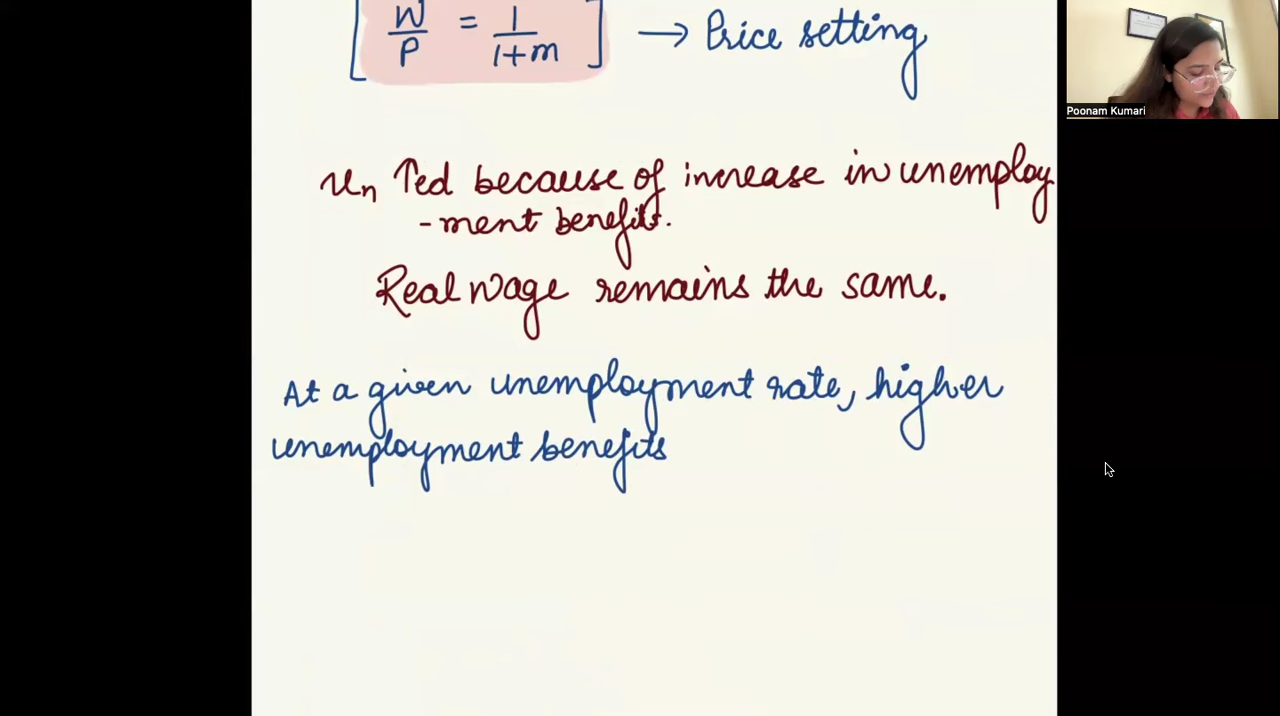 [ W/P = 1/1+m ] → Price setting
Poonam Kumari
un ↑ed because of increase in unemploy
-ment benefits.
Real wage remains the same.
At a given unemployment rate, higher
unemployment benefits